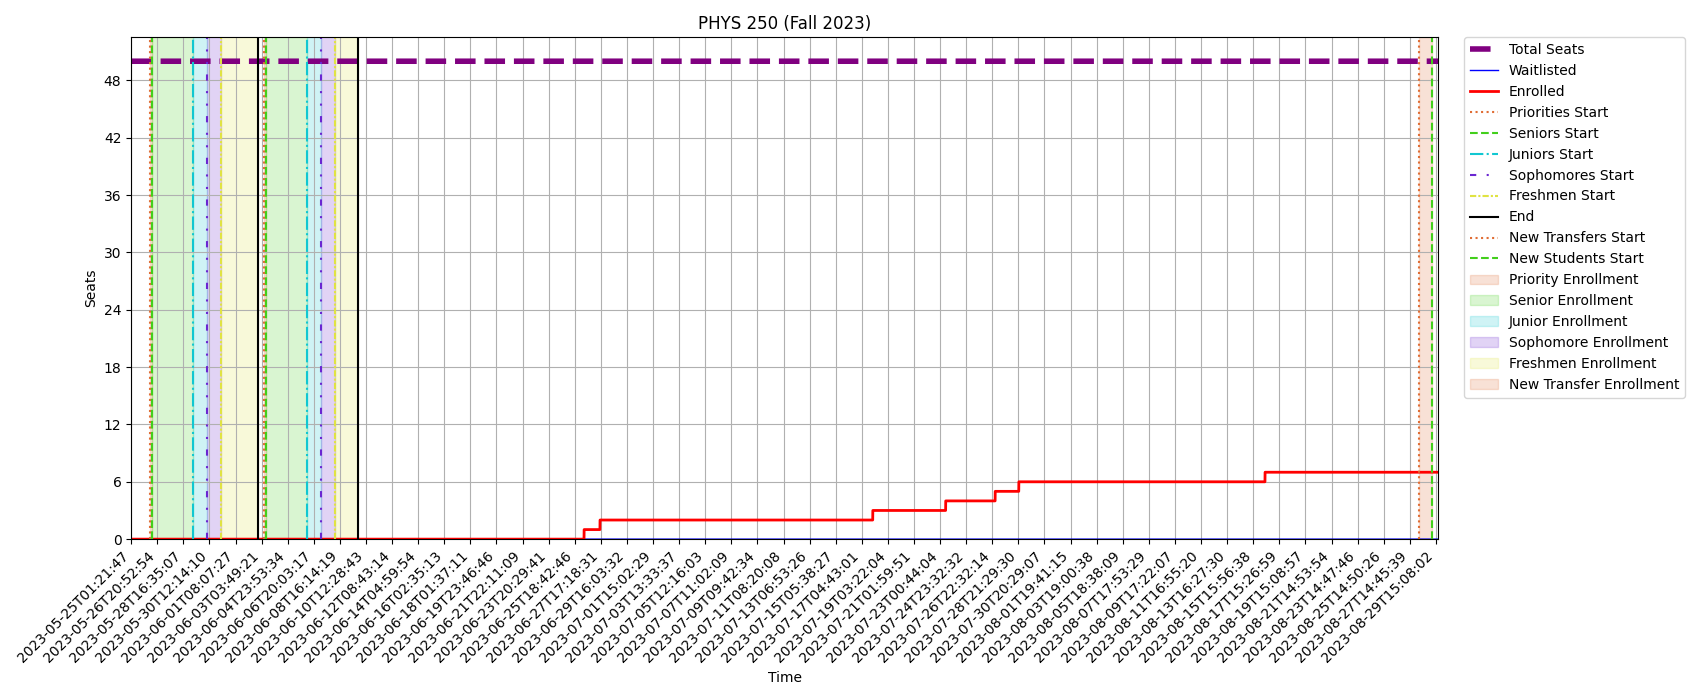 PHYS 250 (Fall 2023)
Seats
48
42
36
30
24
18
12
6
0
2023-05-25T01:21:47
2023-05-26T20:52:54
2023-05-28T16:35:07
2023-05-30T12:14:10
2023-06-01T08:07:27
2023-06-03T03:49:21
2023-06-04T23:53:34
2023-06-06T20:03:17
2023-06-08T16:14:19
2023-06-10T12:28:43
2023-06-12T08:43:14
2023-06-14T04:59:54
2023-06-16T02:35:13
2023-06-18T01:37:11
2023-06-19T23:46:46
2023-06-21T22:11:09
2023-06-23T20:29:41
2023-06-25T18:42:46
2023-06-27T17:18:31
2023-06-29T16:03:32
2023-07-01T15:02:29
2023-07-03T13:33:37
2023-07-05T12:16:03
2023-07-07T11:02:09
2023-07-09T09:42:34
2023-07-11T08:20:08
2023-07-13T06:53:26
2023-07-15T05:38:27
2023-07-17T04:43:01
2023-07-19T03:22:04
2023-07-21T01:59:51
2023-07-23T00:44:04
2023-07-24T23:32:32
2023-07-26T22:32:14
2023-07-28T21:29:30
2023-07-30T20:29:07
2023-08-01T19:41:15
2023-08-03T19:00:38
2023-08-05T18:38:09
2023-08-07T17:53:29
2023-08-09T17:22:07
2023-08-11T16:55:20
2023-08-13T16:27:30
2023-08-15T15:56:38
2023-08-17T15:26:59
2023-08-19T15:08:57
2023-08-21T14:53:54
2023-08-23T14:47:46
2023-08-25T14:50:26
2023-08-27T14:45:39
2023-08-29T15:08:02
Time
Total Seats
Waitlisted
Enrolled
Priorities Start
Seniors Start
Juniors Start
Sophomores Start
Freshmen Start
End
New Transfers Start
New Students Start
Priority Enrollment
Senior Enrollment
Junior Enrollment
Sophomore Enrollment
Freshmen Enrollment
New Transfer Enrollment